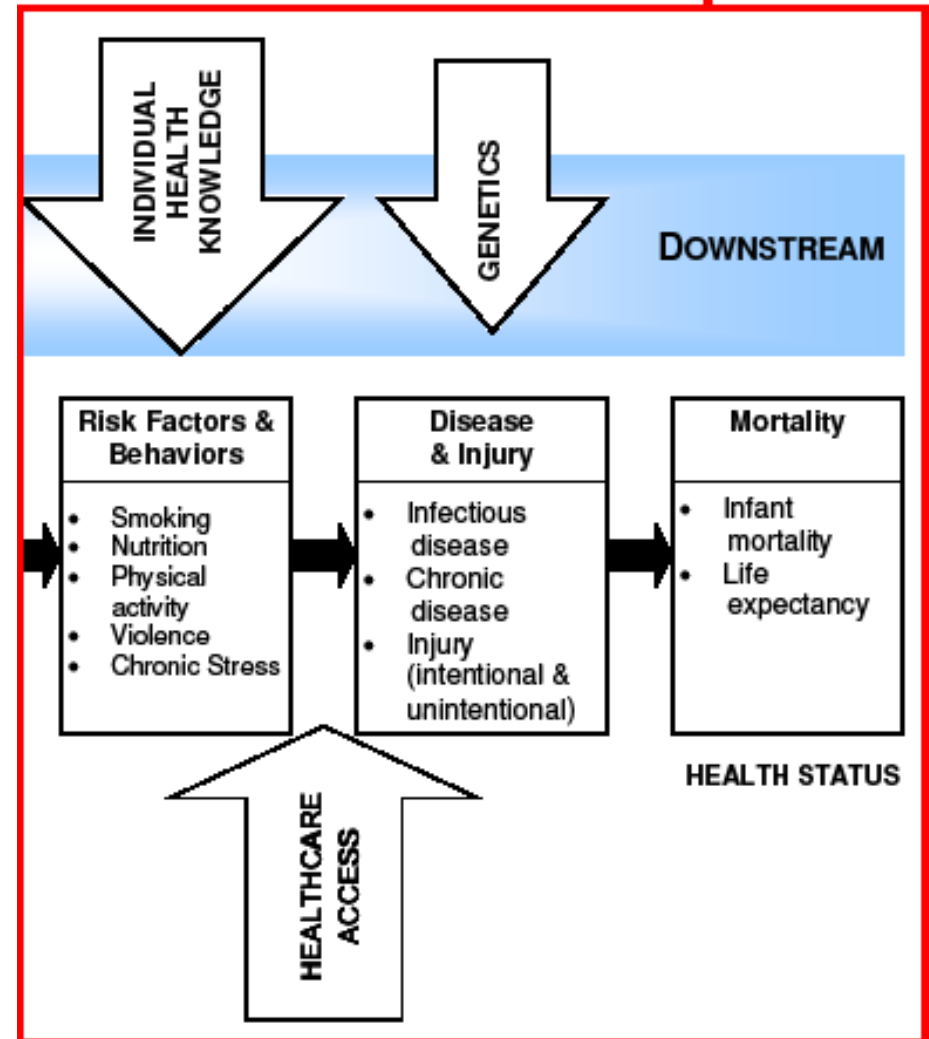 INDIVIDUAL
HEALTH
KNOWLEDGE
GENETICS
DOWNSTREAM
Risk Factors &
Behaviors
• Smoking
• Nutrition
• Physical
activity
• Violence
• Chronic Stress
Disease
& Injury
• Infectious
disease
• Chronic
disease
• Injury
(intentional &
unintentional)
Mortality
• Infant
mortality
• Life
expectancy
HEALTH STATUS
HEALTHCARE
ACCESS